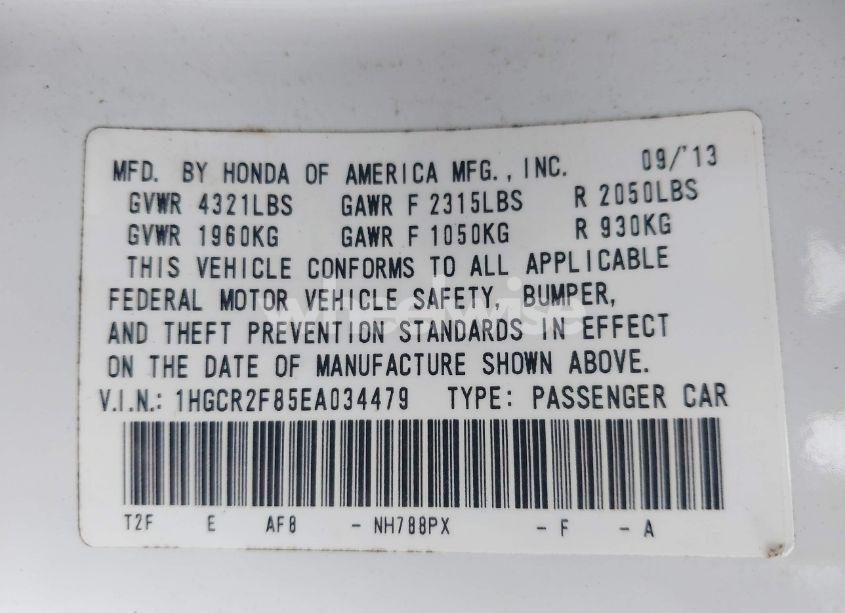 MFD. BY HONDA OF AMERICA MFG., INC. 09/'13
GVWR 4321LBS GAWR F 2315LBS R 2050LBS
GVWR 1960KG GAWR F 1050KG R 930KG
THIS VEHICLE CONFORMS TO ALL APPLICABLE
FEDERAL MOTOR VEHICLE SAFETY, BUMPER,
AND THEFT PREVENTION STANDARDS IN EFFECT
ON THE DATE OF MANUFACTURE SHOWN ABOVE.
V.I.N.: 1HGCR2F85EA034479 TYPE: PASSENGER CAR
T2F E AF8 - NH788PX - F - A
wheelwise